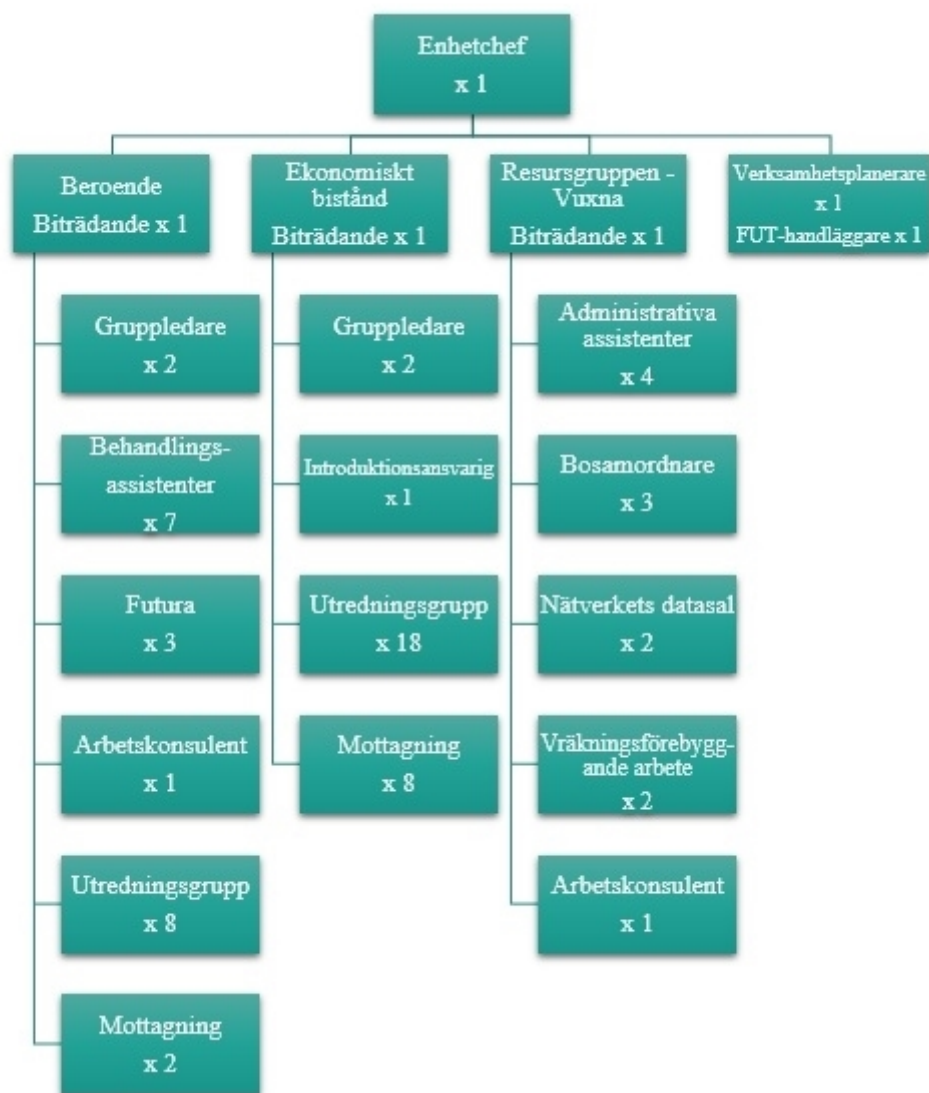 Enhetchef
x 1
Beroende
Biträdande x 1
Gruppledare
x 2
Behandlings-
assistenter
x 7
Futura
x 3
Arbetskonsulent
x 1
Utredningsgrupp
x 8
Mottagning
x 2
Ekonomiskt
bistånd
Biträdande x 1
Gruppledare
x 2
Introduktionsansvarig
x 1
Utredningsgrupp
x 18
Mottagning
x 8
Resursgruppen -
Vuxna
Biträdande x 1
Administrativa
assistenter
x 4
Bosamordnare
x 3
Nätverkets datasal
x 2
Vräkningsförebygg-
ande arbete
x 2
Arbetskonsulent
x 1
Verksamhetsplanerare
x 1
FUT-handläggare x 1